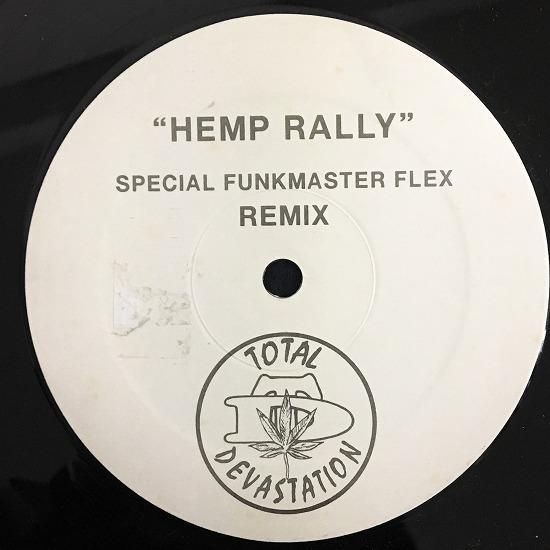 “HEMP RALLY”
SPECIAL FUNKMASTER FLEX
REMIX
TOTAL
DEVASTATION